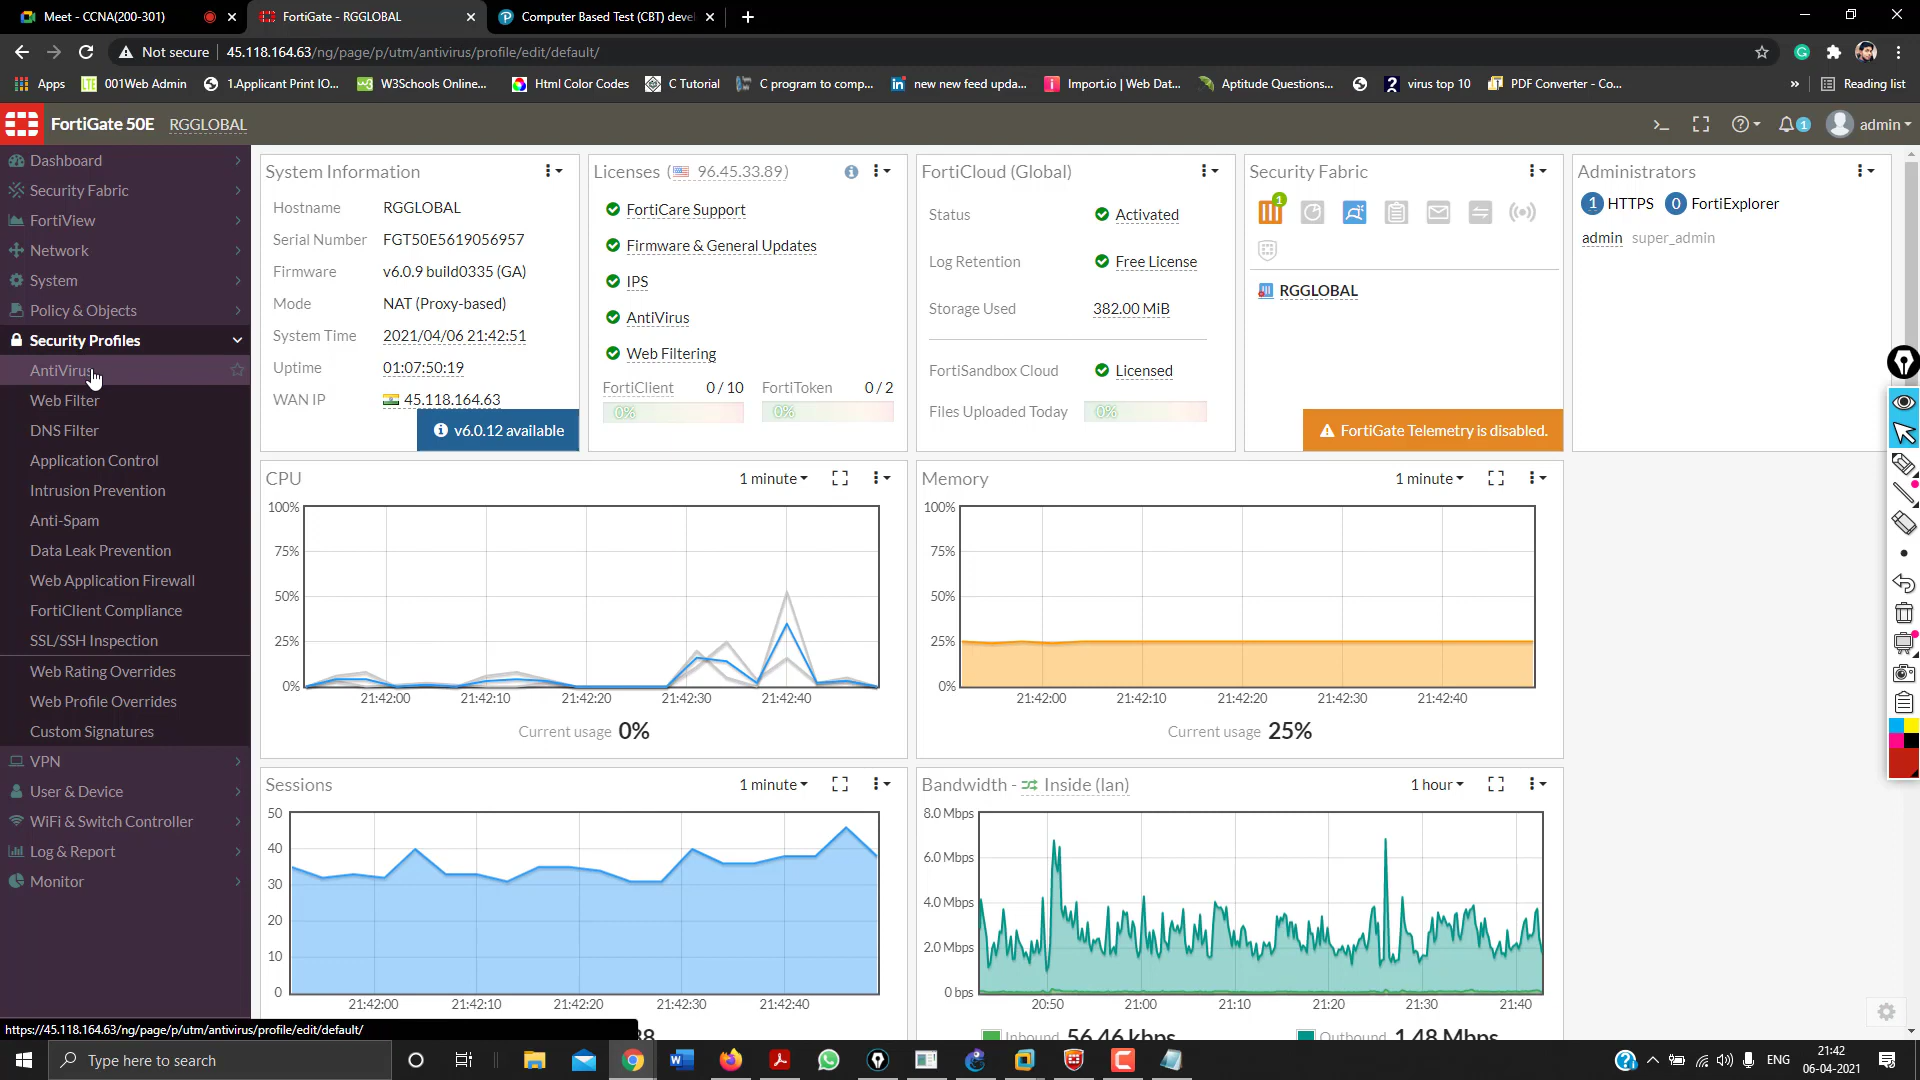 Meet - CCNA(200-301)
FortiGate - RGGLOBAL
Computer Based Test (CBT) deve
Not secure
45.118.164.63/ng/page/p/utm/antivirus/profile/edit/default/
Apps
001Web Admin
1.Applicant Print IO...
W3Schools Online...
Html Color Codes
C Tutorial
C program to comp...
new new feed upda...
Import.io | Web Dat...
Aptitude Questions...
virus top 10
PDF Converter - Co...
»
Reading list
FortiGate 50E
RGGLOBAL
1
admin
Dashboard
Security Fabric
FortiView
Network
System
Policy & Objects
Security Profiles
AntiVirus
Web Filter
DNS Filter
Application Control
Intrusion Prevention
Anti-Spam
Data Leak Prevention
Web Application Firewall
FortiClient Compliance
SSL/SSH Inspection
Web Rating Overrides
Web Profile Overrides
Custom Signatures
VPN
User & Device
WiFi & Switch Controller
Log & Report
Monitor
System Information
Hostname RGGLOBAL
Serial Number FGT50E5619056957
Firmware v6.0.9 build0335 (GA)
Mode NAT (Proxy-based)
System Time 2021/04/06 21:42:51
Uptime 01:07:50:19
WAN IP 45.118.164.63
v6.0.12 available
Licenses ( 96.45.33.89)
FortiCare Support
Firmware & General Updates
IPS
AntiVirus
Web Filtering
FortiClient 0 / 10 FortiToken 0 / 2
0% 0%
FortiCloud (Global)
Status Activated
Log Retention Free License
Storage Used 382.00 MiB
FortiSandbox Cloud Licensed
Files Uploaded Today 0%
Security Fabric
1
RGGLOBAL
FortiGate Telemetry is disabled.
Administrators
1 HTTPS 0 FortiExplorer
admin super_admin
CPU
1 minute
100%
75%
50%
25%
0%
21:42:00 21:42:10 21:42:20 21:42:30 21:42:40
Current usage 0%
Memory
1 minute
100%
75%
50%
25%
0%
21:42:00 21:42:10 21:42:20 21:42:30 21:42:40
Current usage 25%
Sessions
1 minute
50
40
30
20
10
0
21:42:00 21:42:10 21:42:20 21:42:30 21:42:40
Bandwidth - Inside (lan)
1 hour
8.0 Mbps
6.0 Mbps
4.0 Mbps
2.0 Mbps
0 bps
20:50 21:00 21:10 21:20 21:30 21:40
Inbound 56.46 kbps
Outbound 1.48 Mbps
https://45.118.164.63/ng/page/p/utm/antivirus/profile/edit/default/
Type here to search
ENG
21:42
06-04-2021